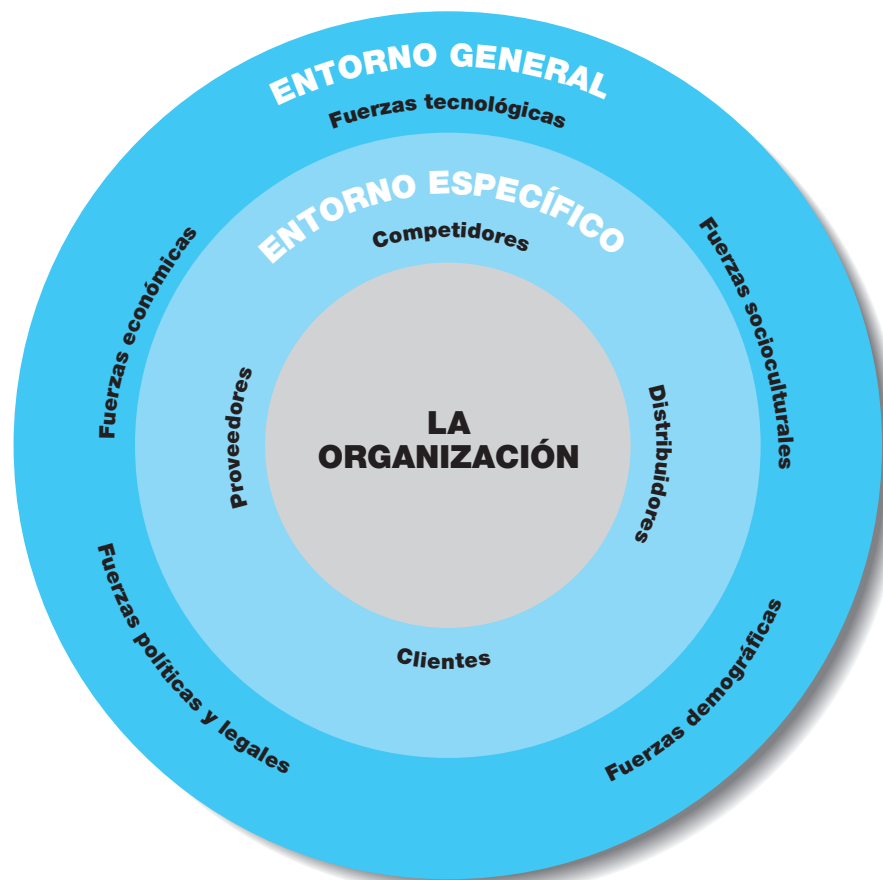 ENTORNO GENERAL
Fuerzas tecnológicas
ENTORNO ESPECÍFICO
Competidores
Fuerzas económicas
Fuerzas socioculturales
Proveedores
LA
ORGANIZACIÓN
Distribuidores
Clientes
Fuerzas políticas y legales
Fuerzas demográficas